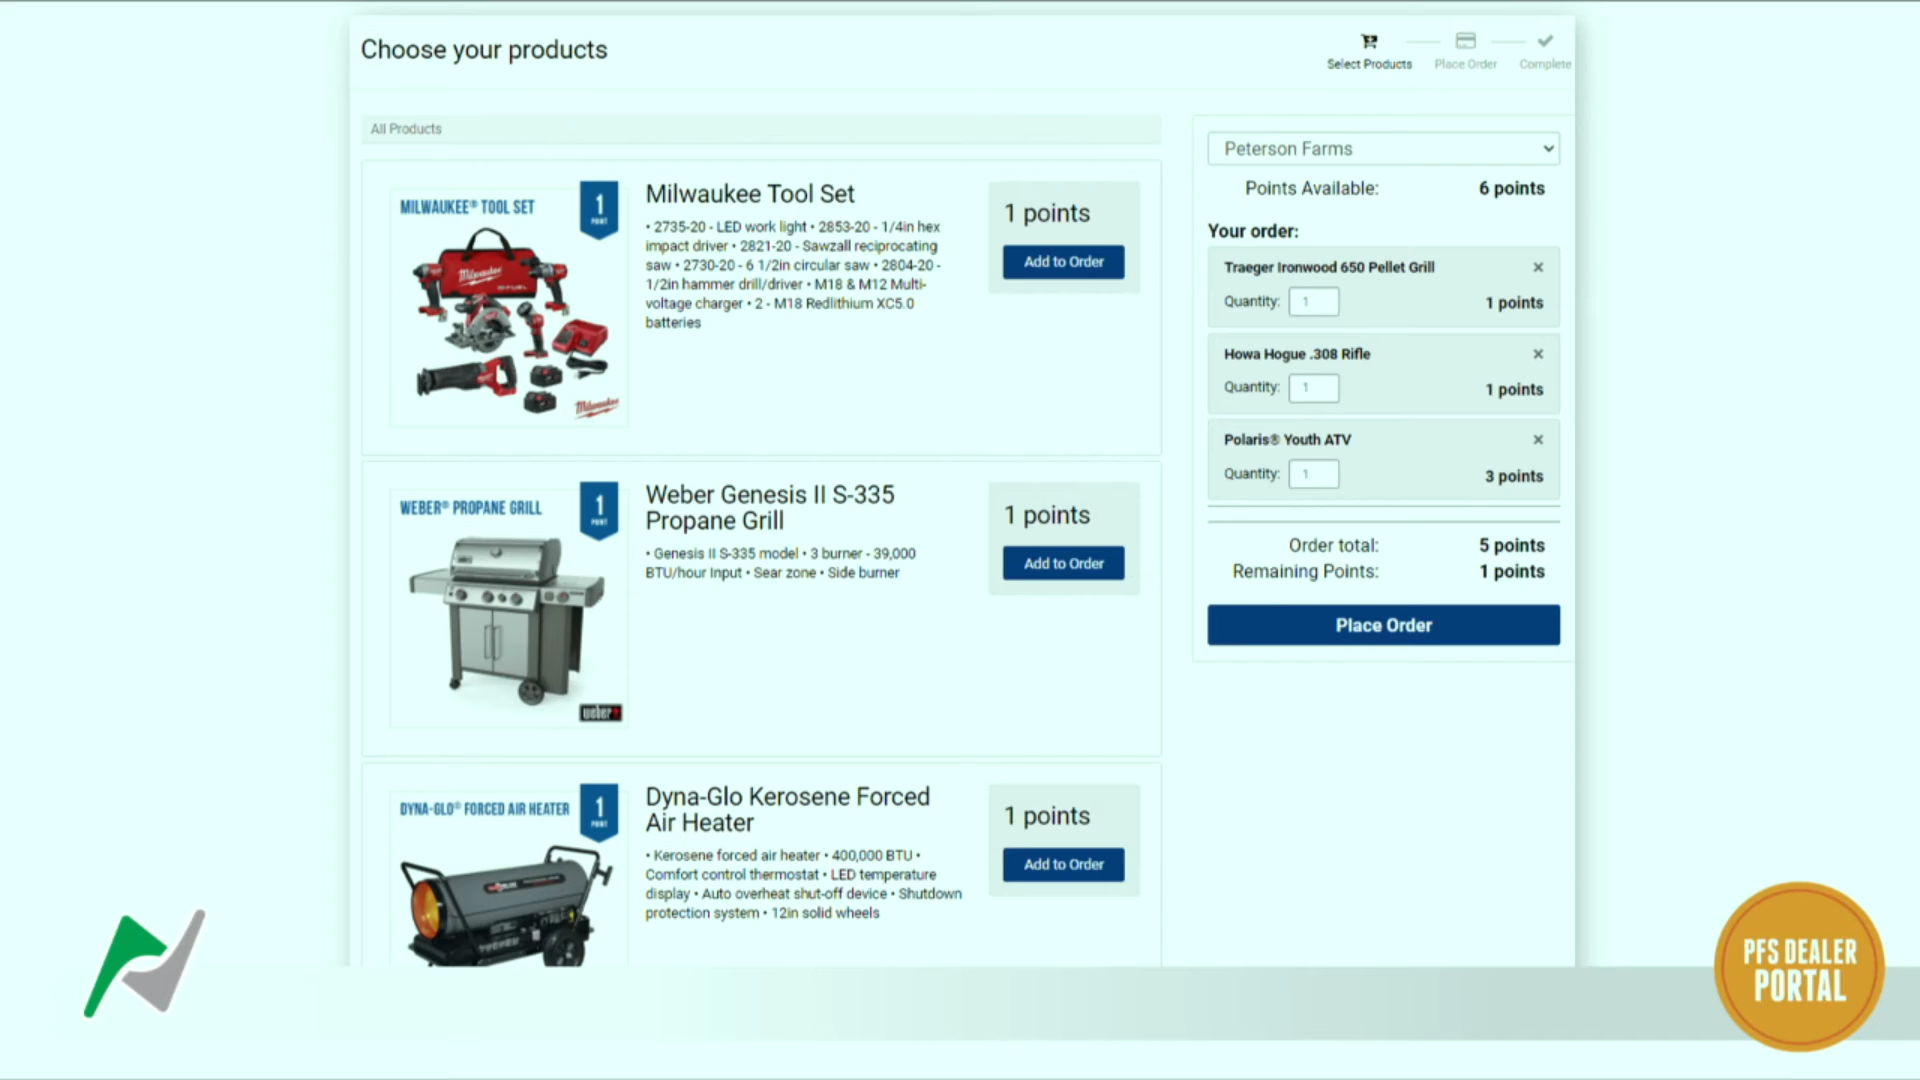 Choose your products
Select Products
Place Order
Complete
All Products
MILWAUKEE® TOOL SET
1
POINT
Milwaukee
Milwaukee
Milwaukee Tool Set
• 2735-20 - LED work light • 2853-20 - 1/4in hex
impact driver • 2821-20 - Sawzall reciprocating
saw • 2730-20 - 6 1/2in circular saw • 2804-20 -
1/2in hammer drill/driver • M18 & M12 Multi-
voltage charger • 2 - M18 Redlithium XC5.0
batteries
1 points
Add to Order
WEBER® PROPANE GRILL
1
POINT
weber
Weber Genesis II S-335
Propane Grill
• Genesis II S-335 model • 3 burner - 39,000
BTU/hour Input • Sear zone • Side burner
1 points
Add to Order
DYNA-GLO® FORCED AIR HEATER
1
POINT
Dyna-Glo Kerosene Forced
Air Heater
• Kerosene forced air heater • 400,000 BTU •
Comfort control thermostat • LED temperature
display • Auto overheat shut-off device • Shutdown
protection system • 12in solid wheels
1 points
Add to Order
Peterson Farms
Points Available: 6 points
Your order:
Traeger Ironwood 650 Pellet Grill ×
Quantity: 1 1 points
Howa Hogue .308 Rifle ×
Quantity: 1 1 points
Polaris® Youth ATV ×
Quantity: 1 3 points
Order total: 5 points
Remaining Points: 1 points
Place Order
PFS DEALER
PORTAL